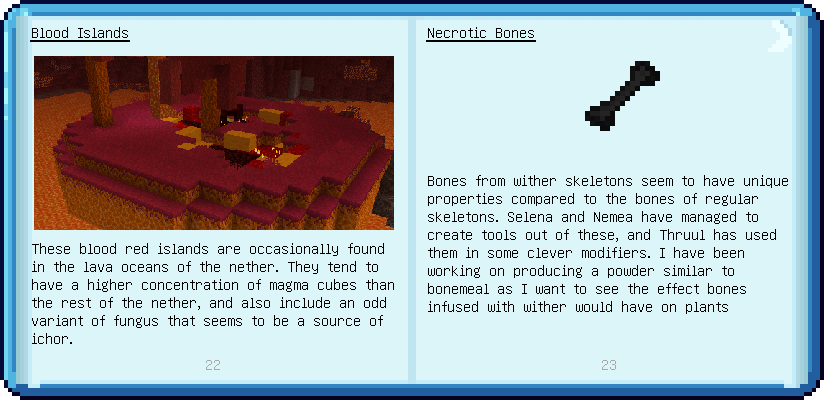 Blood Islands
These blood red islands are occasionally found
in the lava oceans of the nether. They tend to
have a higher concentration of magma cubes than
the rest of the nether, and also include an odd
variant of fungus that seems to be a source of
ichor.
22
Necrotic Bones
Bones from wither skeletons seem to have unique
properties compared to the bones of regular
skeletons. Selena and Nemea have managed to
create tools out of these, and Thruul has used
them in some clever modifiers. I have been
working on producing a powder similar to
bonemeal as I want to see the effect bones
infused with wither would have on plants
23